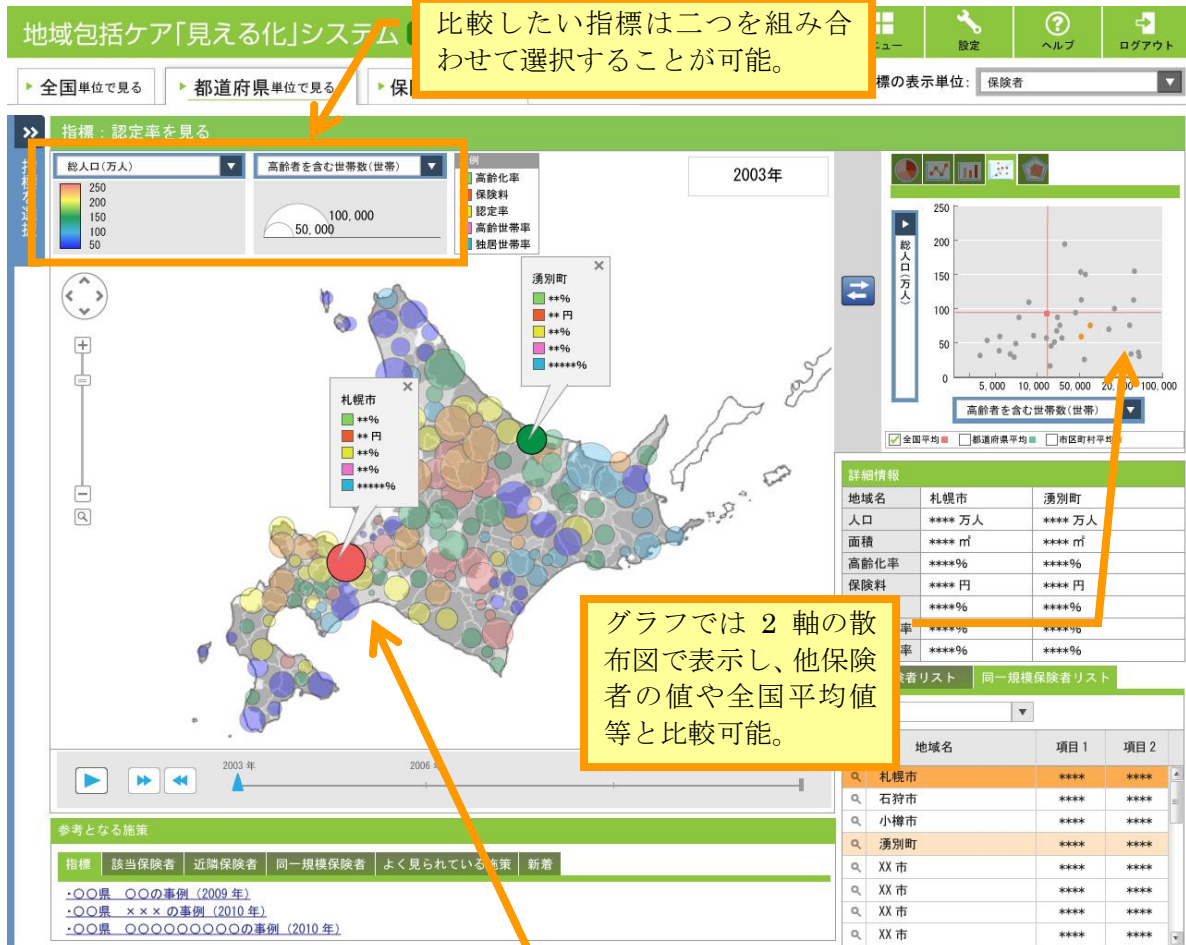 地域包括ケア「見える化」システム
比較したい指標は二つを組み合
わせて選択することが可能。
設定
ヘルプ
ログアウト
全国単位で見る
都道府県単位で見る
標の表示単位:
保険者
指標:認定率を見る
総人口(万人)
250
200
150
100
50
高齢者を含む世帯数(世帯)
100,000
50,000
高齢化率
保険料
認定率
高齢世帯率
独居世帯率
2003年
湧別町
**%
** 円
**%
**%
*****%
札幌市
**%
** 円
**%
**%
*****%
総人口(万人)
250
200
150
100
50
0
5,000
10,000
50,000
100,000
高齢者を含む世帯数(世帯)
全国平均
都道府県平均
市区町村平均
詳細情報
地域名 札幌市 湧別町
人口 **** 万人 **** 万人
面積 **** ㎡ **** ㎡
高齢化率 ****% ****%
保険料 **** 円 **** 円
****% ****%
率 ****% ****%
率 ****% ****%
グラフでは 2 軸の散
布図で表示し、他保険
者の値や全国平均値
等と比較可能。
者リスト
同一規模保険者リスト
地域名 項目1 項目2
札幌市 **** ****
石狩市 **** ****
小樽市 **** ****
湧別町 **** ****
XX 市 **** ****
XX 市 **** ****
XX 市 **** ****
XX 市 **** ****
2003 年
2006
参考となる施策
指標
該当保険者
近隣保険者
同一規模保険者
よく見られている施策
新着
・〇〇県 〇〇の事例 (2009 年)
・〇〇県 ××× の事例 (2010 年)
・〇〇県 〇〇〇〇〇〇〇〇〇の事例 (2010 年)